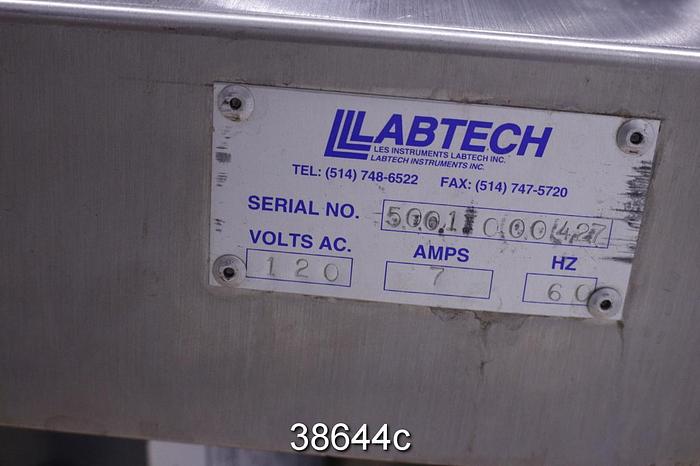 LABTECH
LES INSTRUMENTS LABTECH INC.
LABTECH INSTRUMENTS INC.
TEL: (514) 748-6522 FAX: (514) 747-5720
SERIAL NO.
VOLTS AC. 120
AMPS 7
HZ 60
38644c